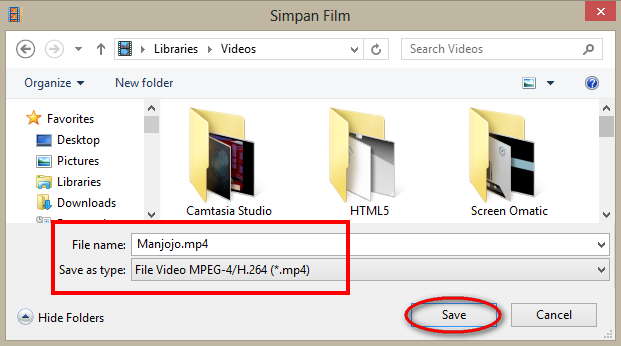 Simpan Film
Libraries Videos Search Videos
Organize New folder
Favorites
Desktop
Pictures
Libraries
Downloads
Camtasia Studio HTML5 Screen Omatic
File name: Manjojo.mp4
Save as type: File Video MPEG-4/H.264 (*.mp4)
Hide Folders Save Cancel